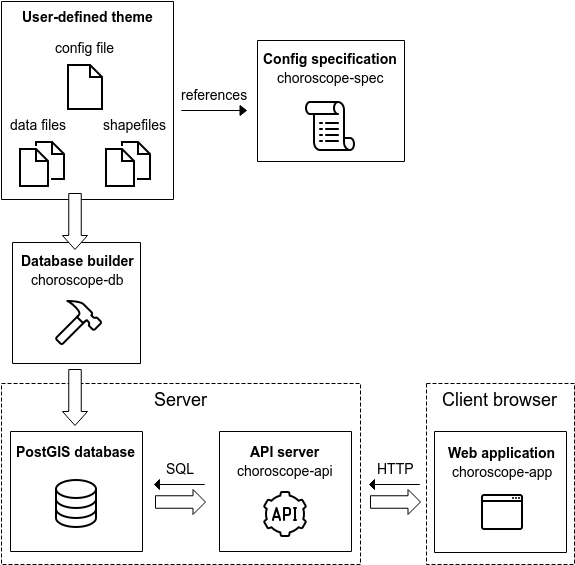 User-defined theme
config file
data files
shapefiles
references
Config specification
choroscope-spec
Database builder
choroscope-db
Server
Client browser
PostGIS database
SQL
API server
choroscope-api
API
HTTP
Web application
choroscope-app